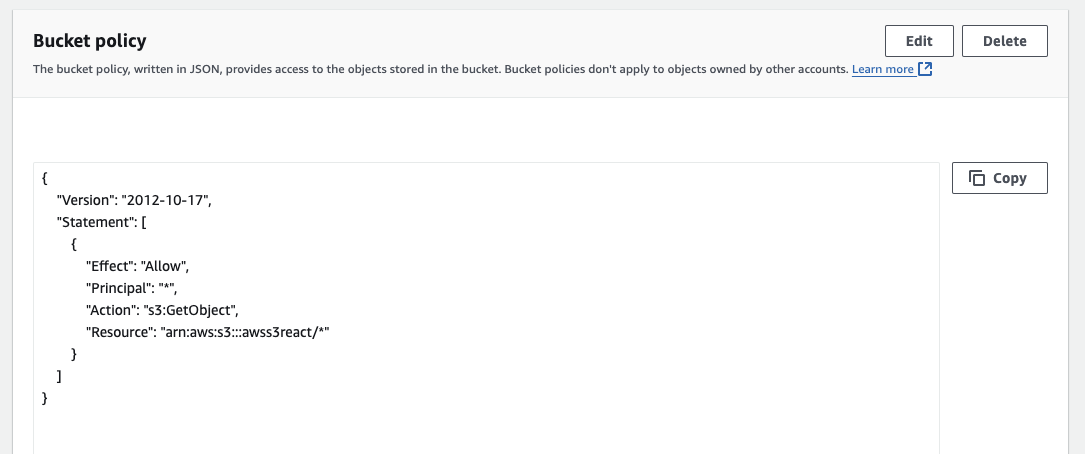 Bucket policy
Edit
Delete
The bucket policy, written in JSON, provides access to the objects stored in the bucket. Bucket policies don't apply to objects owned by other accounts. Learn more
Copy
{
    "Version": "2012-10-17",
    "Statement": [
        {
            "Effect": "Allow",
            "Principal": "*",
            "Action": "s3:GetObject",
            "Resource": "arn:aws:s3:::awss3react/*"
        }
    ]
}